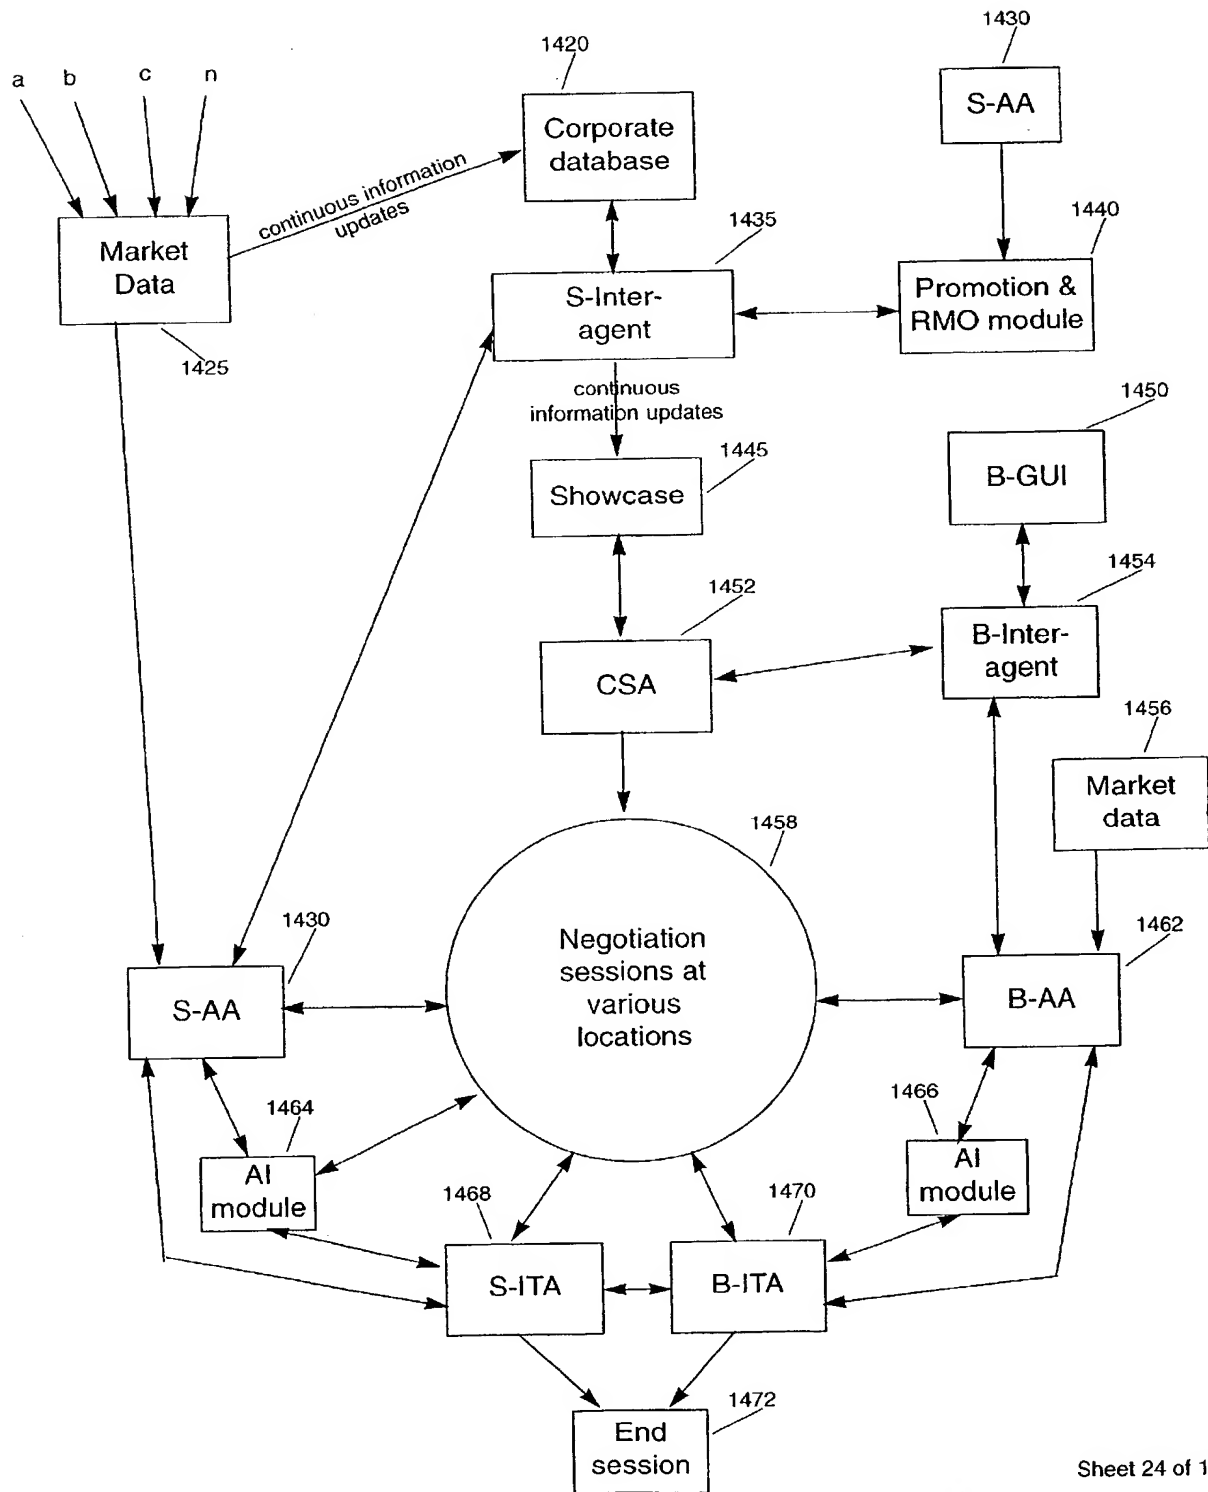 1420
1430
a
b
c
n
S-AA
Corporate
database
continuous information
updates
1435
1440
Market
Data
S-Inter-
agent
Promotion &
RMO module
1425
continuous
information updates
1450
1445
B-GUI
Showcase
1454
1452
B-Inter-
agent
CSA
1456
Market
data
1458
1430
1462
Negotiation
sessions at
various
locations
S-AA
B-AA
1464
1466
AI
module
AI
module
1468
1470
S-ITA
B-ITA
1472
End
session
Sheet 24 of 1